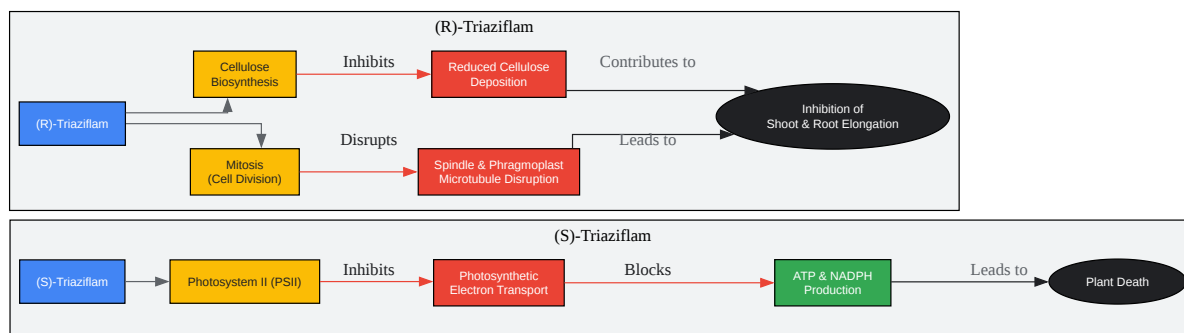 (R)-Triaziflam
Cellulose
Biosynthesis
Inhibits
Reduced Cellulose
Deposition
Contributes to
(R)-Triaziflam
Inhibition of
Shoot & Root Elongation
Mitosis
(Cell Division)
Disrupts
Spindle & Phragmoplast
Microtubule Disruption
Leads to
(S)-Triaziflam
(S)-Triaziflam
Photosystem II (PSII)
Inhibits
Photosynthetic
Electron Transport
Blocks
ATP & NADPH
Production
Leads to
Plant Death